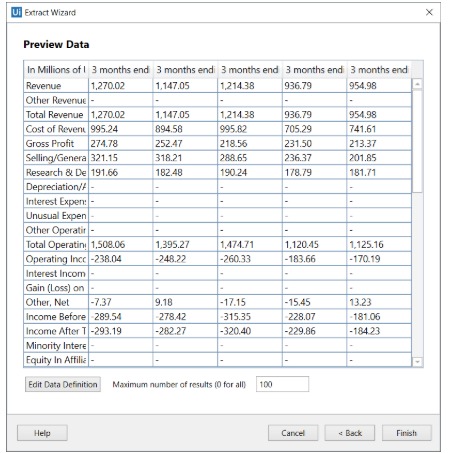 Ui Extract Wizard
Preview Data
In Millions of 3 months end 3 months end 3 months end 3 months end 3 months end
Revenue 1,270.02 1,147.05 1,214.38 936.79 954.98
Other Revenue - - - - -
Total Revenue 1,270.02 1,147.05 1,214.38 936.79 954.98
Cost of Revenu 995.24 894.58 995.82 705.29 741.61
Gross Profit 274.78 252.47 218.56 231.50 213.37
Selling/Genera 321.15 318.21 288.65 236.37 201.85
Research & De 191.66 182.48 190.24 178.79 181.71
Depreciation/A - - - - -
Interest Expens - - - - -
Unusual Expen - - - - -
Other Operatin - - - - -
Total Operating 1,508.06 1,395.27 1,474.71 1,120.45 1,125.16
Operating Inco -238.04 -248.22 -260.33 -183.66 -170.19
Interest Incom - - - - -
Gain (Loss) on - - - - -
Other, Net -7.37 9.18 -17.15 -15.45 13.23
Income Before -289.54 -278.42 -315.35 -228.07 -181.06
Income After T -293.19 -282.27 -320.40 -229.86 -184.23
Minority Intere - - - - -
Equity In Affilia - - - - -
Edit Data Definition Maximum number of results (0 for all) 100
Help Cancel < Back Finish